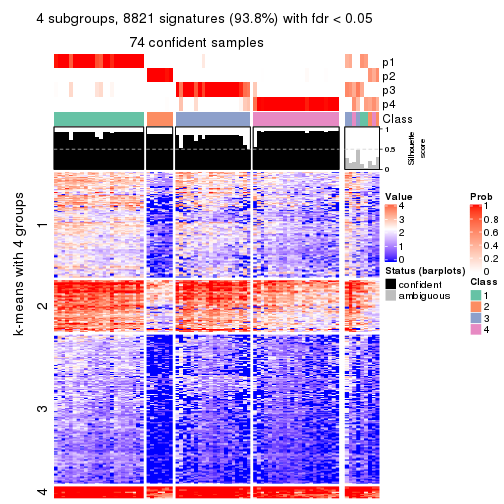 4 subgroups, 8821 signatures (93.8%) with fdr < 0.05
74 confident samples
p1
p2
p3
p4
Class
1
0.5
0
Silhouette
score
k-means with 4 groups
1
2
3
4
Value
4
3
2
1
0
Status (barplots)
confident
ambiguous
Prob
1
0.8
0.6
0.4
0.2
0
Class
1
2
3
4